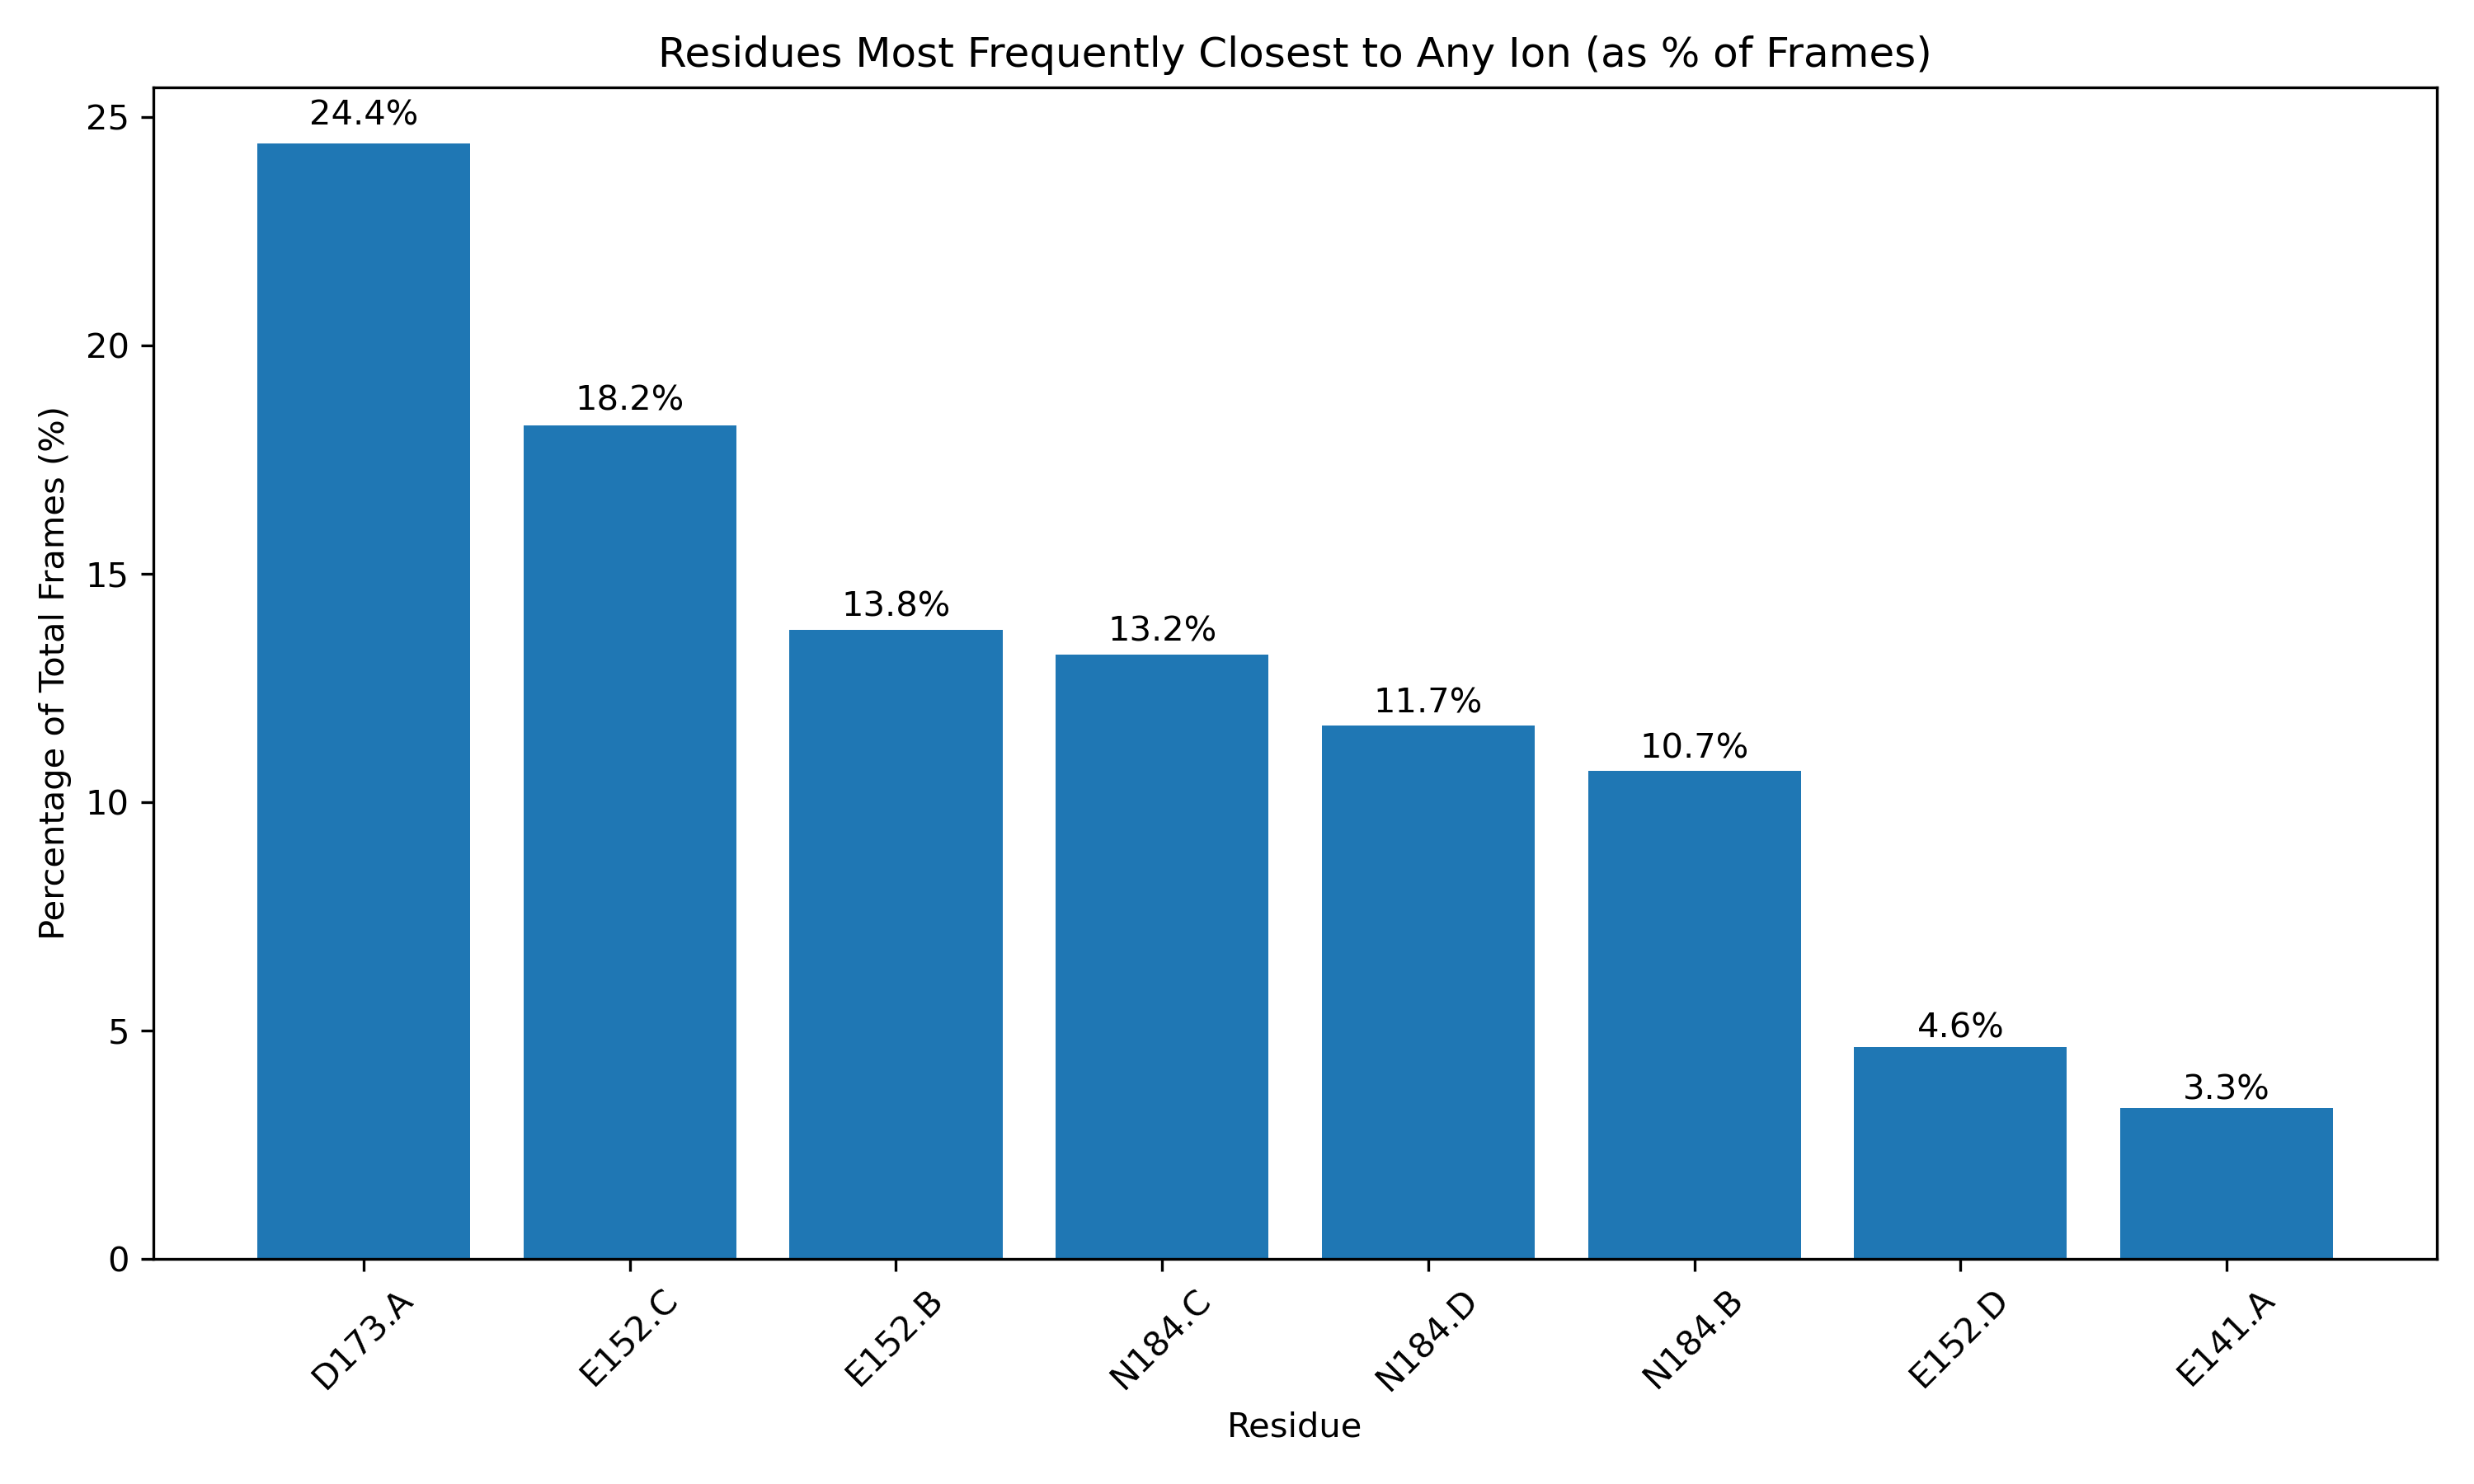 Residues Most Frequently Closest to Any Ion (as % of Frames)
Percentage of Total Frames (%)
25
20
15
10
5
0
24.4%
18.2%
13.8%
13.2%
11.7%
10.7%
4.6%
3.3%
D173.A
E152.C
E152.B
N184.C
N184.D
N184.B
E152.D
E141.A
Residue